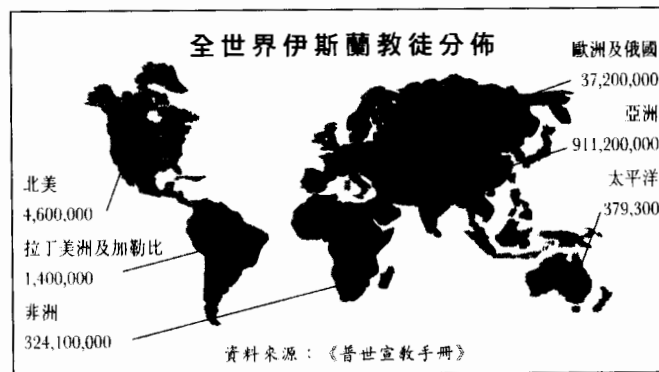 全世界伊斯蘭教徒分佈
歐洲及俄國
37,200,000
亞洲
911,200,000
太平洋
379,300
北美
4,600,000
拉丁美洲及加勒比
1,400,000
非洲
324,100,000
資料來源：《普世宣教手冊》